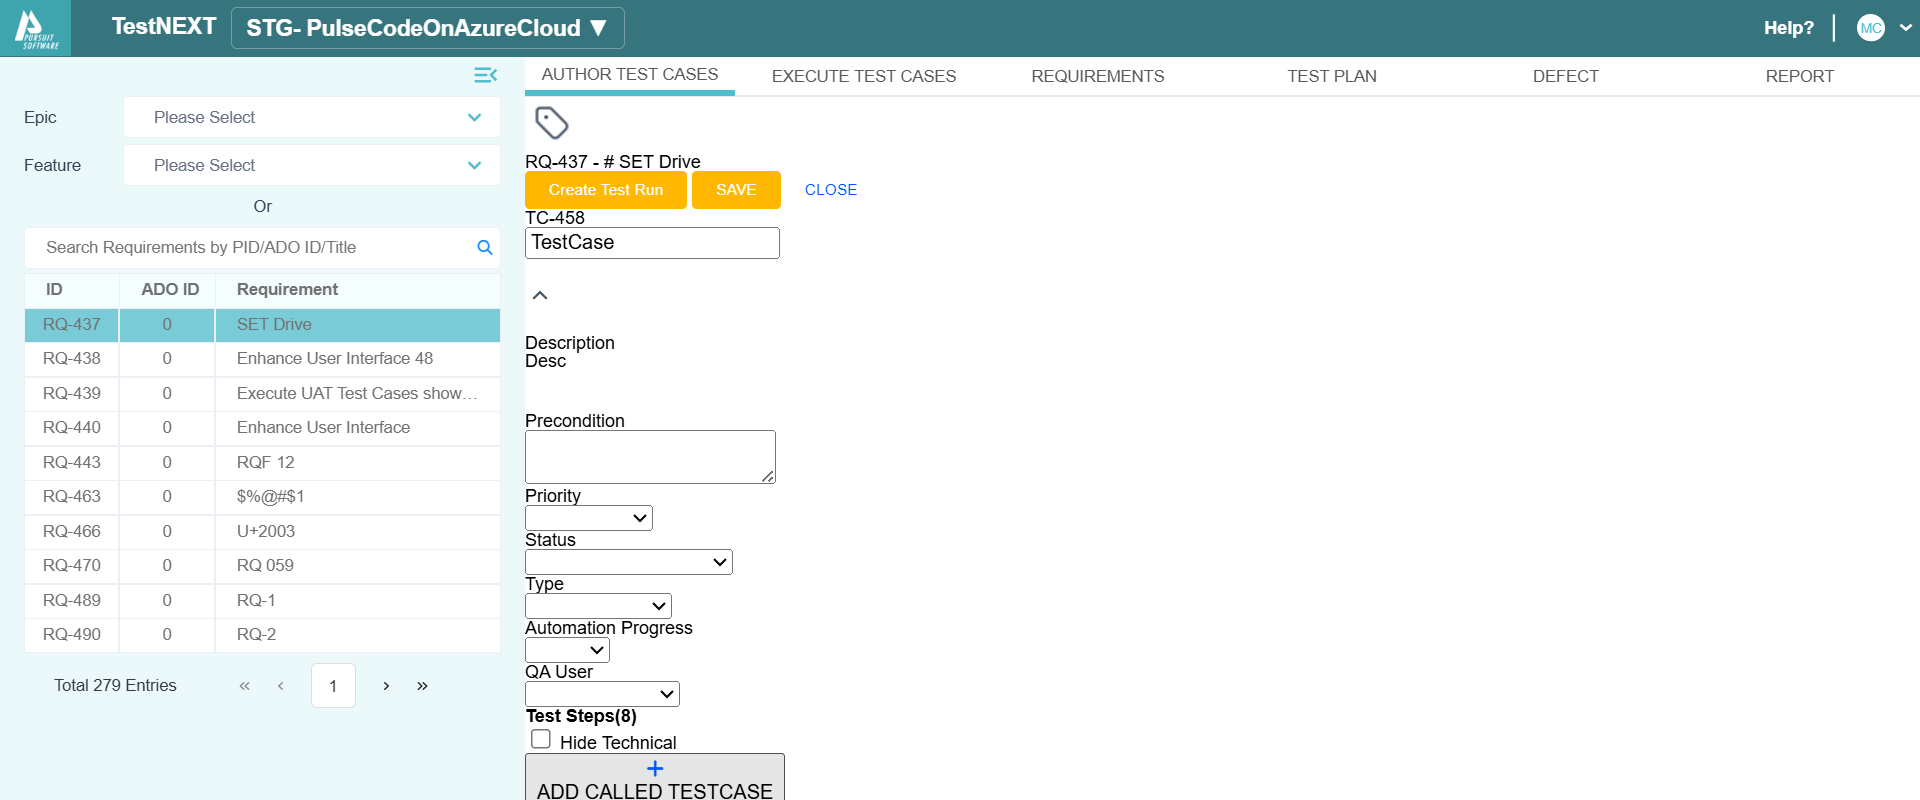 PURSUIT
SOFTWARE
TestNEXT
STG- PulseCodeOnAzureCloud ▼
Help?
MC
AUTHOR TEST CASES
EXECUTE TEST CASES
REQUIREMENTS
TEST PLAN
DEFECT
REPORT
Epic
Please Select
Feature
Please Select
Or
Search Requirements by PID/ADO ID/Title
ID ADO ID Requirement
RQ-437 0 SET Drive
RQ-438 0 Enhance User Interface 48
RQ-439 0 Execute UAT Test Cases show…
RQ-440 0 Enhance User Interface
RQ-443 0 RQF 12
RQ-463 0 $%@#$1
RQ-466 0 U+2003
RQ-470 0 RQ 059
RQ-489 0 RQ-1
RQ-490 0 RQ-2
Total 279 Entries « ‹ 1 › »
RQ-437 - # SET Drive
Create Test Run SAVE CLOSE
TC-458
TestCase
Description
Desc
Precondition
Priority
Status
Type
Automation Progress
QA User
Test Steps(8)
Hide Technical
+
ADD CALLED TESTCASE